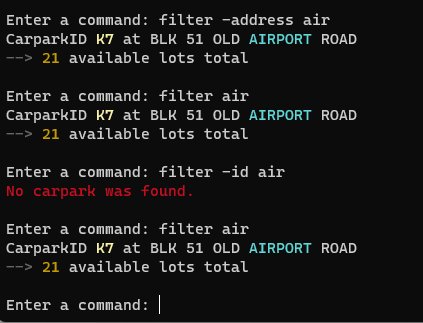 Enter a command: filter -address air
CarparkID K7 at BLK 51 OLD AIRPORT ROAD
--> 21 available lots total
Enter a command: filter air
CarparkID K7 at BLK 51 OLD AIRPORT ROAD
--> 21 available lots total
Enter a command: filter -id air
No carpark was found.
Enter a command: filter air
CarparkID K7 at BLK 51 OLD AIRPORT ROAD
--> 21 available lots total
Enter a command: